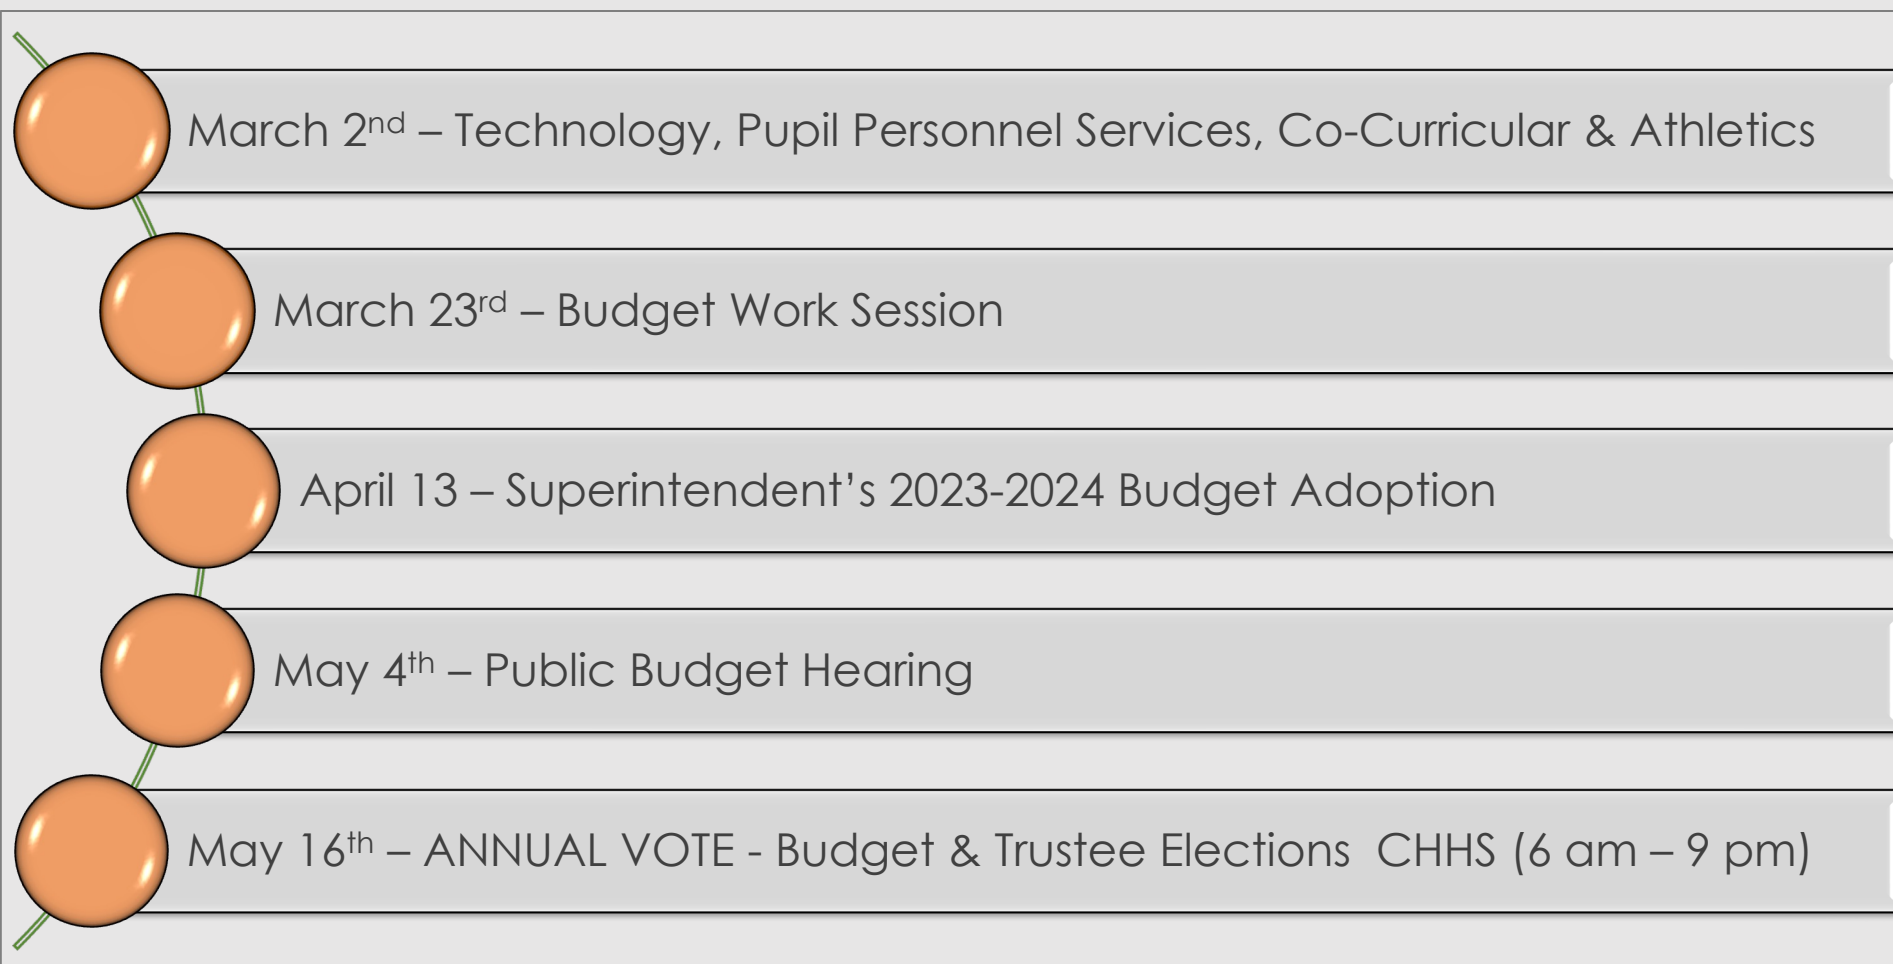 March 2nd – Technology, Pupil Personnel Services, Co-Curricular & Athletics
March 23rd – Budget Work Session
April 13 – Superintendent’s 2023-2024 Budget Adoption
May 4th – Public Budget Hearing
May 16th – ANNUAL VOTE - Budget & Trustee Elections  CHHS (6 am – 9 pm)